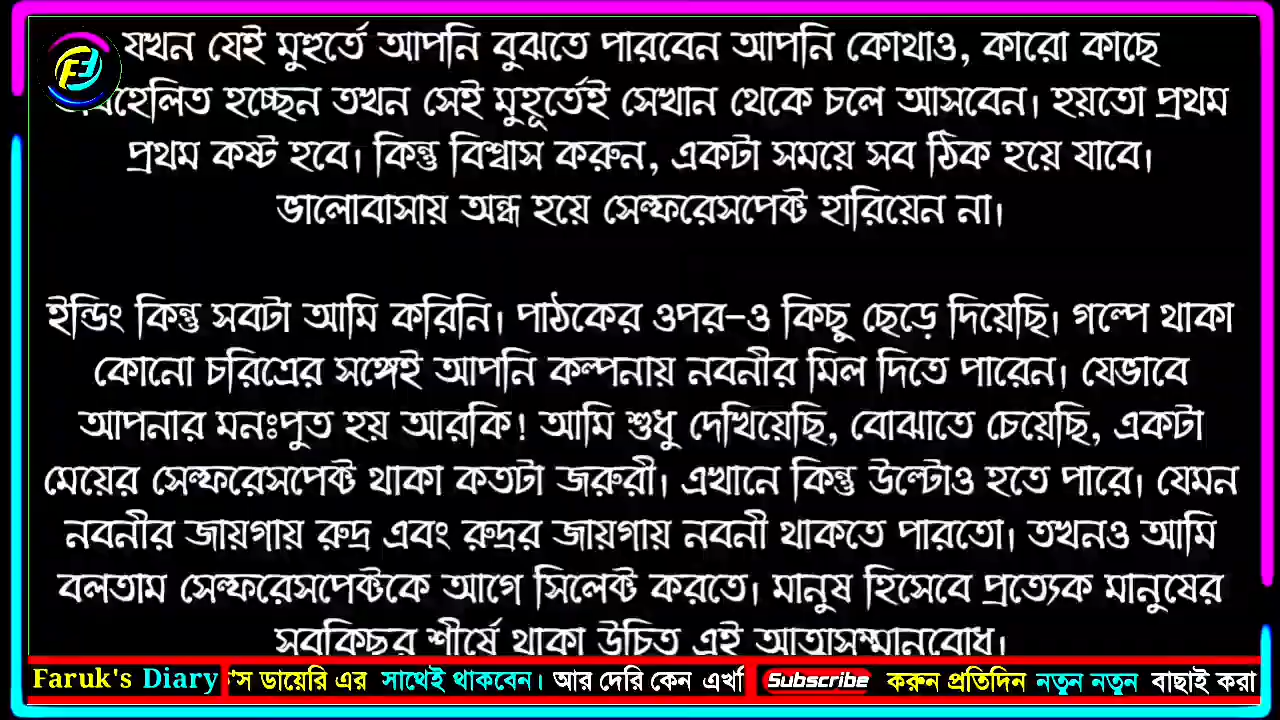 যখন যেই মুহুর্তে আপনি বুঝতে পারবেন আপনি কোথাও, কারো কাছে
হচ্ছেন তখন সেই মুহূর্তেই সেখান থেকে চলে আসবেন। হয়তো প্রথম
প্রথম কষ্ট হবে। কিন্তু বিশ্বাস করুন, একটা সময়ে সব ঠিক হয়ে যাবে।
ভালোবাসায় অন্ধ হয়ে সেল্ফরেসপেক্ট হারিয়েন না।
ইন্ডিং কিন্তু সবটা আমি করিনি। পাঠকের ওপর-ও কিছু ছেড়ে দিয়েছি। গল্পে থাকা
কোনো চরিত্রের সঙ্গেই আপনি কল্পনায় নবনীর মিল দিতে পারেন। যেভাবে
আপনার মনঃপুত হয় আরকি! আমি শুধু দেখিয়েছি, বোঝাতে চেয়েছি, একটা
মেয়ের সেল্ফরেসপেক্ট থাকা কতটা জরুরী। এখানে কিন্তু উল্টোও হতে পারে। যেমন
নবনীর জায়গায় রুদ্র এবং রুদ্রর জায়গায় নবনী থাকতে পারতো। তখনও আমি
বলতাম সেল্ফরেসপেক্টকে আগে সিলেক্ট করতে। মানুষ হিসেবে প্রত্যেক মানুষের
সবকিছুর শীর্ষে থাকা উচিত এই আত্মসম্মানবোধ।
Faruk's Diary 'স ডায়েরি এর সাথেই থাকবেন। আর দেরি কেন এখ Subscribe করুন প্রতিদিন নতুন নতুন বাছাই করা